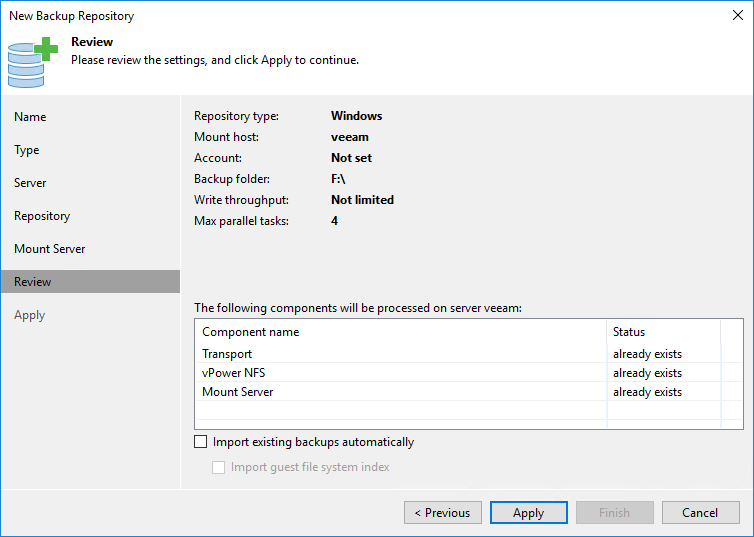 New Backup Repository
Review
Please review the settings, and click Apply to continue.
Name
Type
Server
Repository
Mount Server
Review
Apply
Repository type: Windows
Mount host: veeam
Account: Not set
Backup folder: F:\
Write throughput: Not limited
Max parallel tasks: 4
The following components will be processed on server veeam:
Component name Status
Transport already exists
vPower NFS already exists
Mount Server already exists
Import existing backups automatically
Import guest file system index
< Previous Apply Finish Cancel